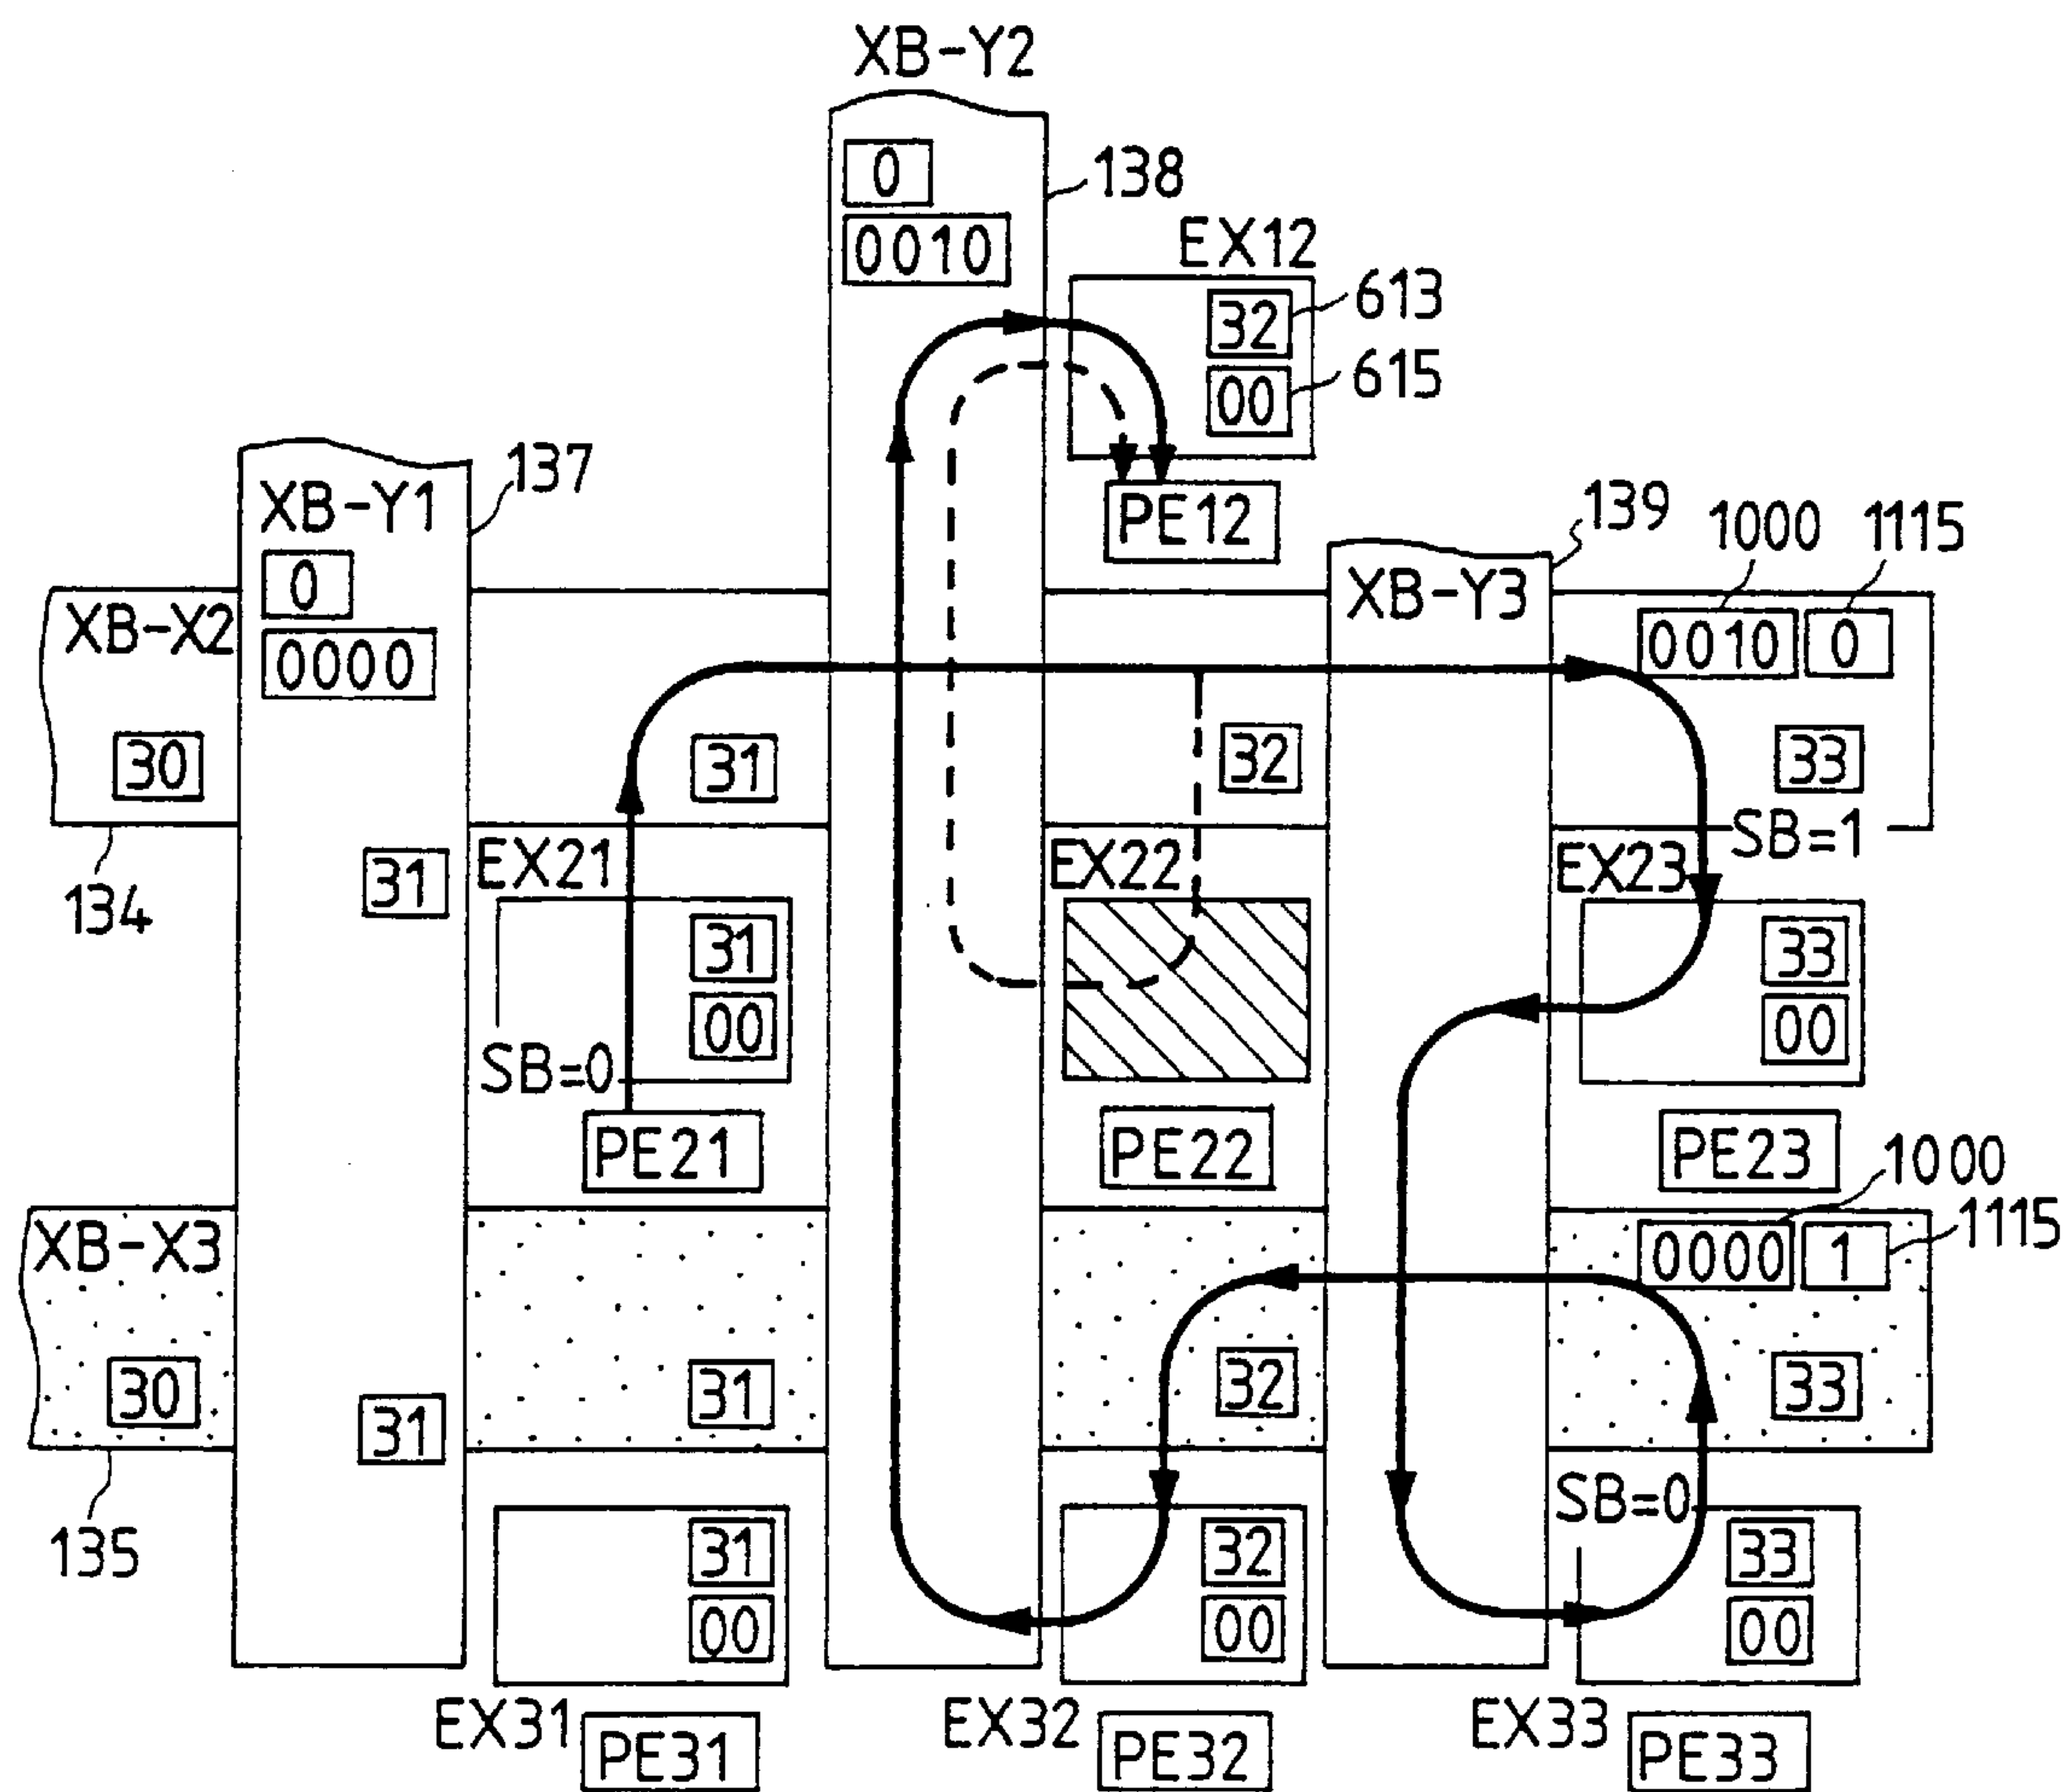 XB-Y2
0
138
0010
EX12
32
613
00
615
PE12
XB-Y1
137
0
0000
XB-Y3
139
1000
1115
XB-X2
0010
0
30
31
32
33
SB=1
134
31
EX21
EX22
EX23
31
33
00
00
SB=0
PE21
PE22
PE23
1000
XB-X3
0000
1
1115
30
31
31
32
33
SB=0
135
31
32
33
00
00
00
EX31
PE31
EX32
PE32
EX33
PE33